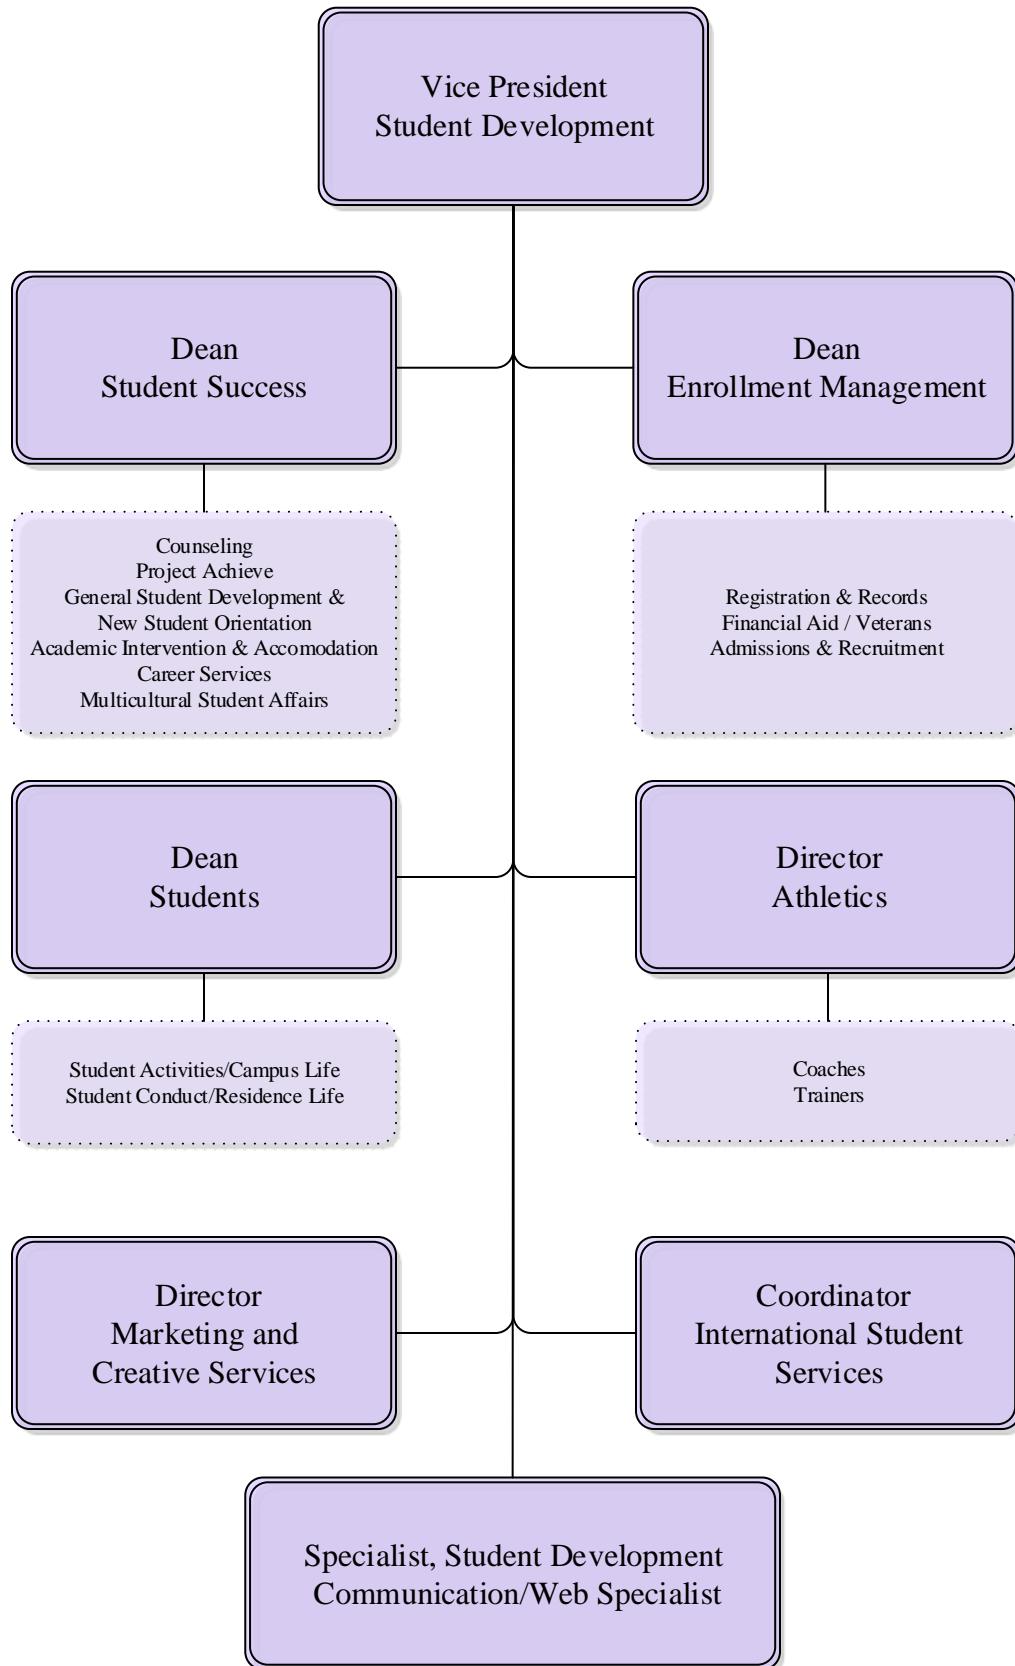 Vice President
Student Development
Dean
Student Success
Dean
Enrollment Management
Counseling
Project Achieve
General Student Development &
New Student Orientation
Academic Intervention & Accomodation
Career Services
Multicultural Student Affairs
Registration & Records
Financial Aid / Veterans
Admissions & Recruitment
Dean
Students
Director
Athletics
Student Activities/Campus Life
Student Conduct/Residence Life
Coaches
Trainers
Director
Marketing and
Creative Services
Coordinator
International Student
Services
Specialist, Student Development
Communication/Web Specialist